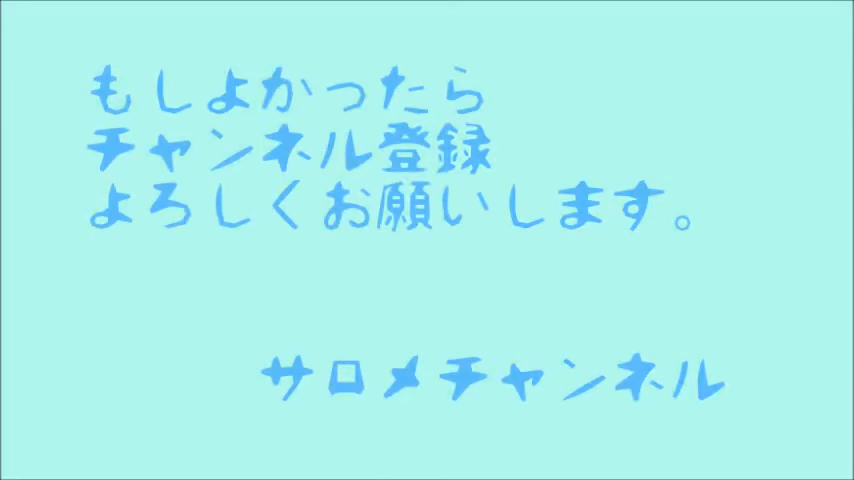 もしよかったら
チャンネル登録
よろしくお願いします。
サロメチャンネル